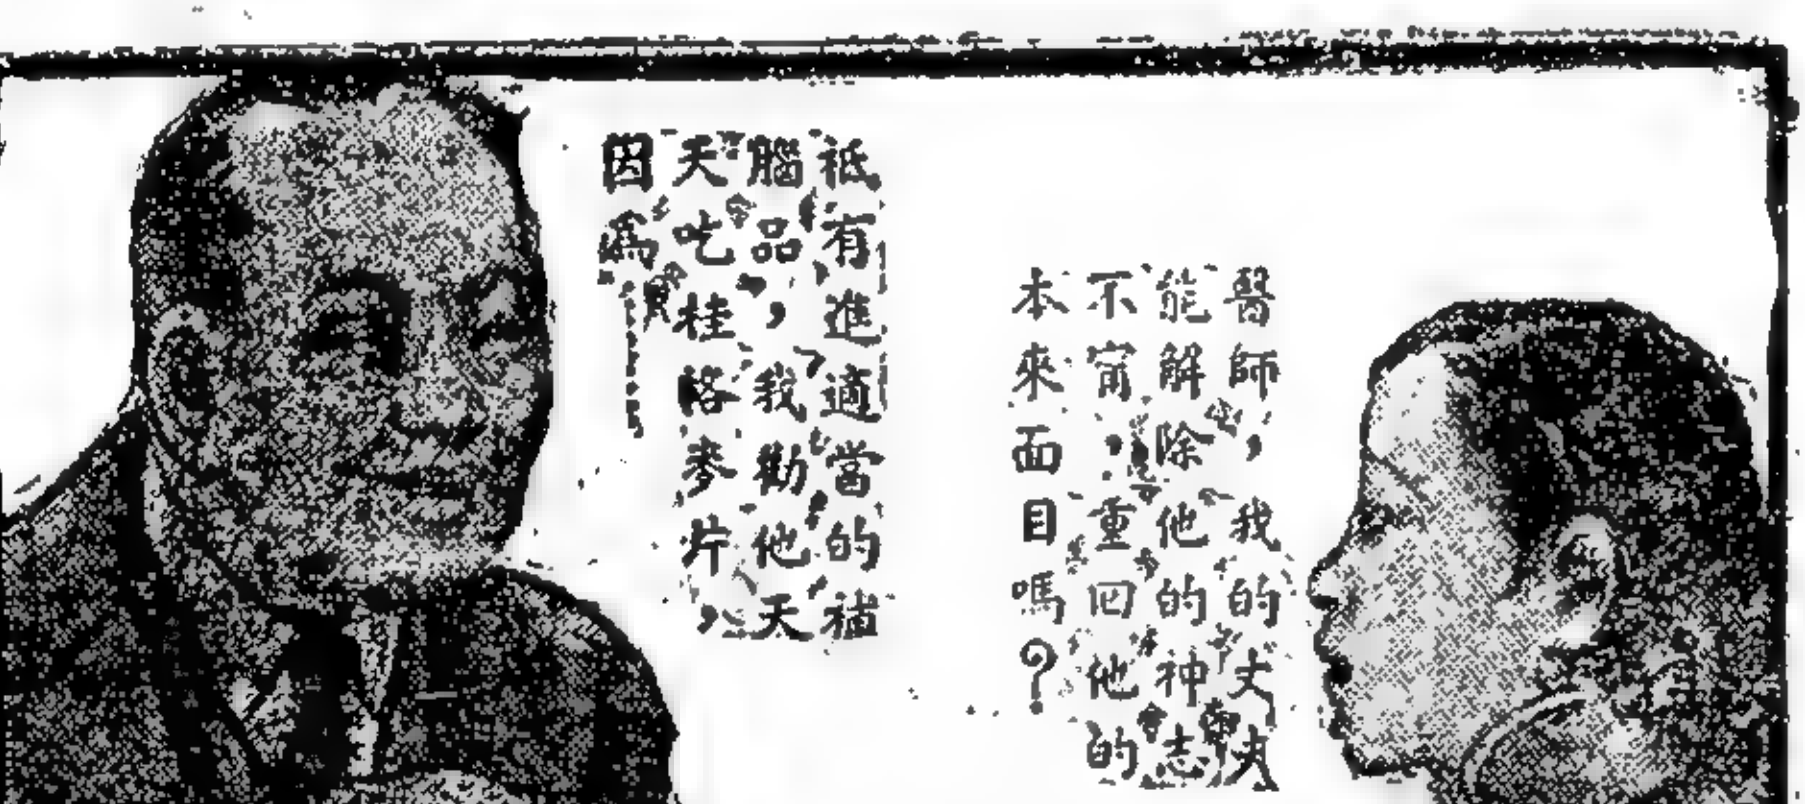 醫師，我的丈夫
能解除他的神志
不甯，重回他的
本來面目嗎？
祗有進適當的補
腦品，我勸他天
天吃桂洛麥片，
因爲……